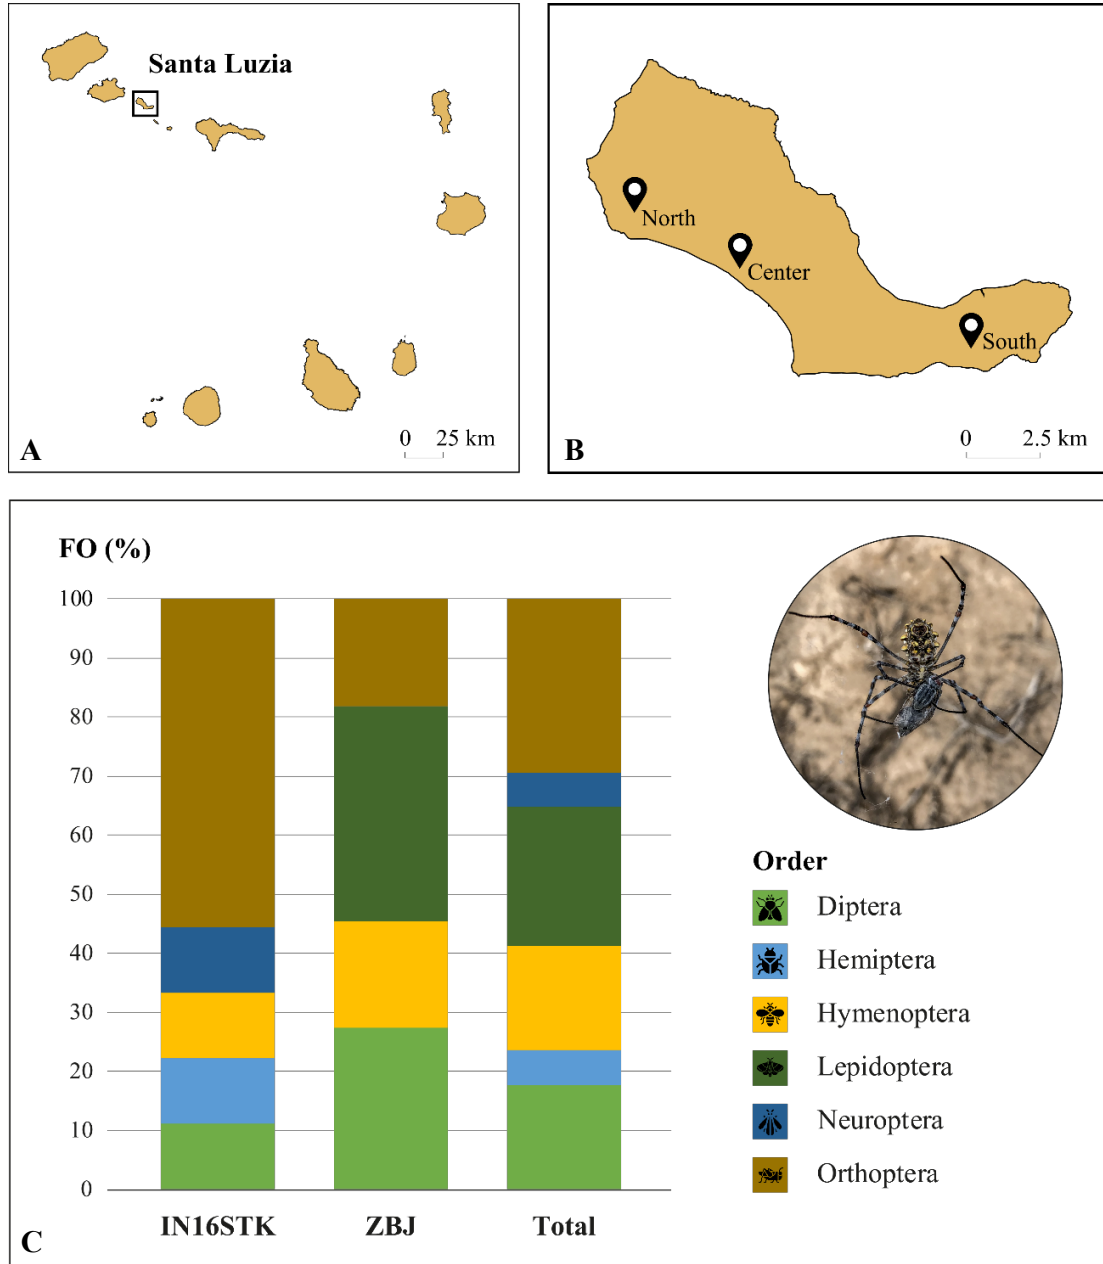 Santa Luzia
0 25 km
A
North
Center
South
0 2.5 km
B
FO (%)
100
90
80
70
60
50
40
30
20
10
0
IN16STK ZBJ Total
C
Order
Diptera
Hemiptera
Hymenoptera
Lepidoptera
Neuroptera
Orthoptera